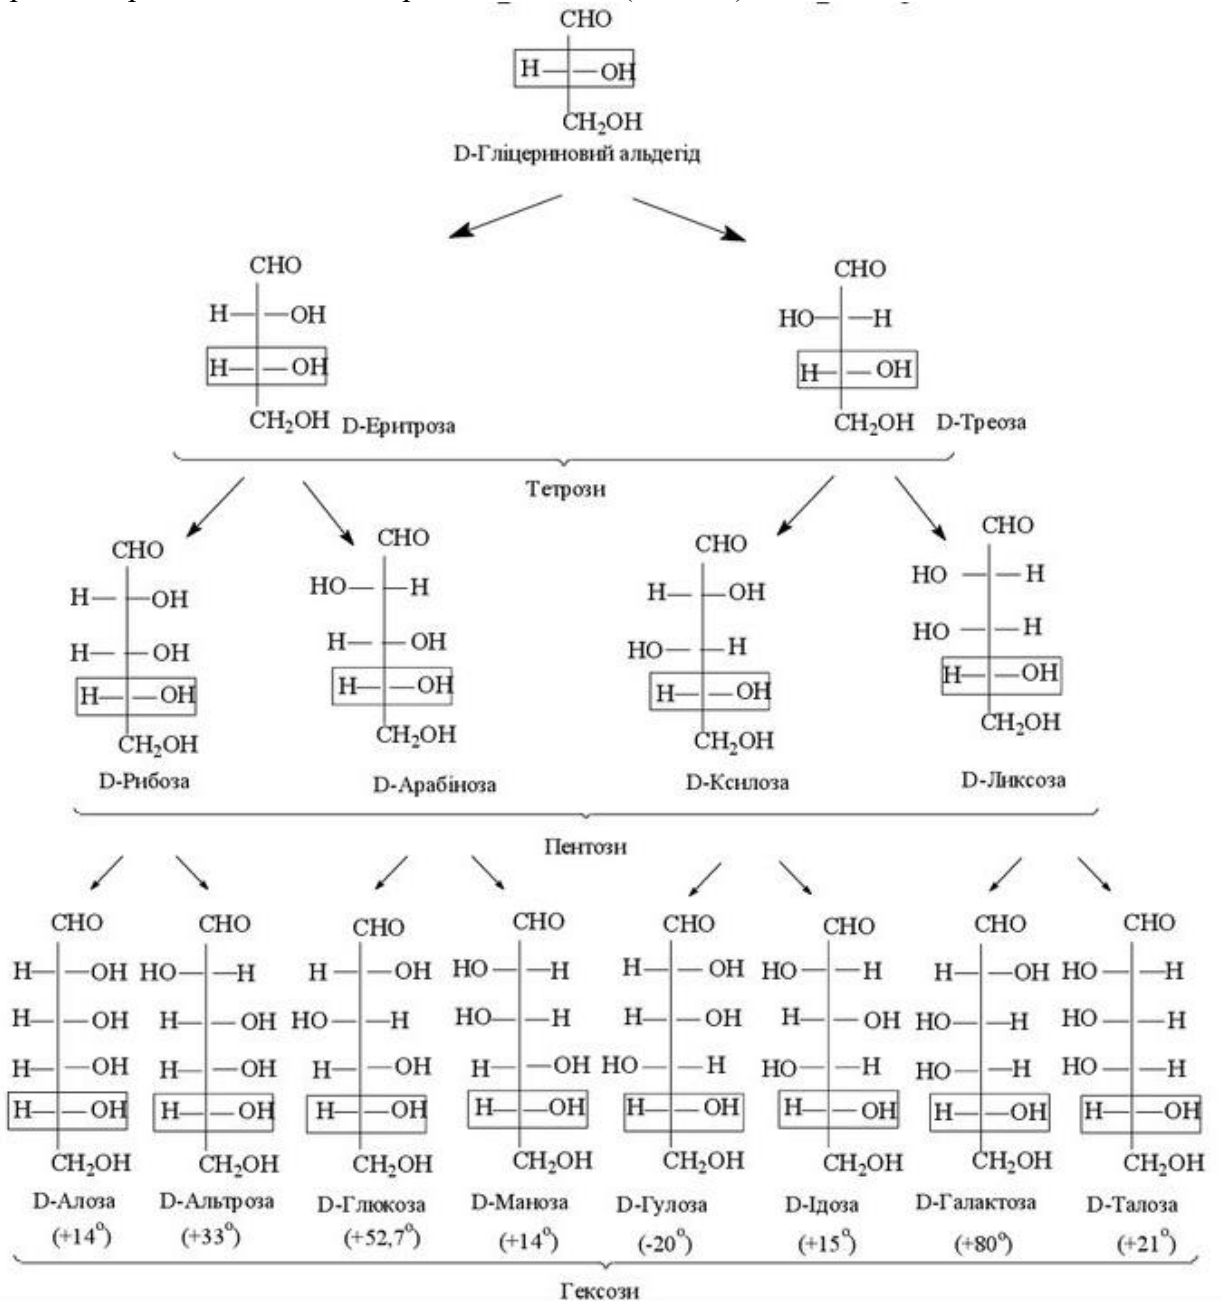 CHO
H OH
CH2OH
D-Гліцериновий альдегід
CHO CHO
H OH HO H
H OH H OH
CH2OH D-Еритроза CH2OH D-Треоза
Тетрози
CHO CHO CHO CHO
H OH HO H H OH HO H
H OH H OH HO H HO H
H OH H OH H OH H OH
CH2OH CH2OH CH2OH CH2OH
D-Рибоза D-Арабіноза D-Ксилоза D-Ликсоза
Пентози
CHO CHO CHO CHO CHO CHO CHO CHO
H OH HO H H OH HO H H OH HO H H OH HO H
H OH H OH HO H HO H H OH H OH HO H HO H
H OH H OH H OH H OH HO H HO H HO H HO H
H OH H OH H OH H OH H OH H OH H OH H OH
CH2OH CH2OH CH2OH CH2OH CH2OH CH2OH CH2OH CH2OH
D-Алоза D-Альтроза D-Глюкоза D-Маноза D-Гулоза D-Ідоза D-Галактоза D-Талоза
(+14°) (+33°) (+52,7°) (+14°) (-20°) (+15°) (+80°) (+21°)
Гексози